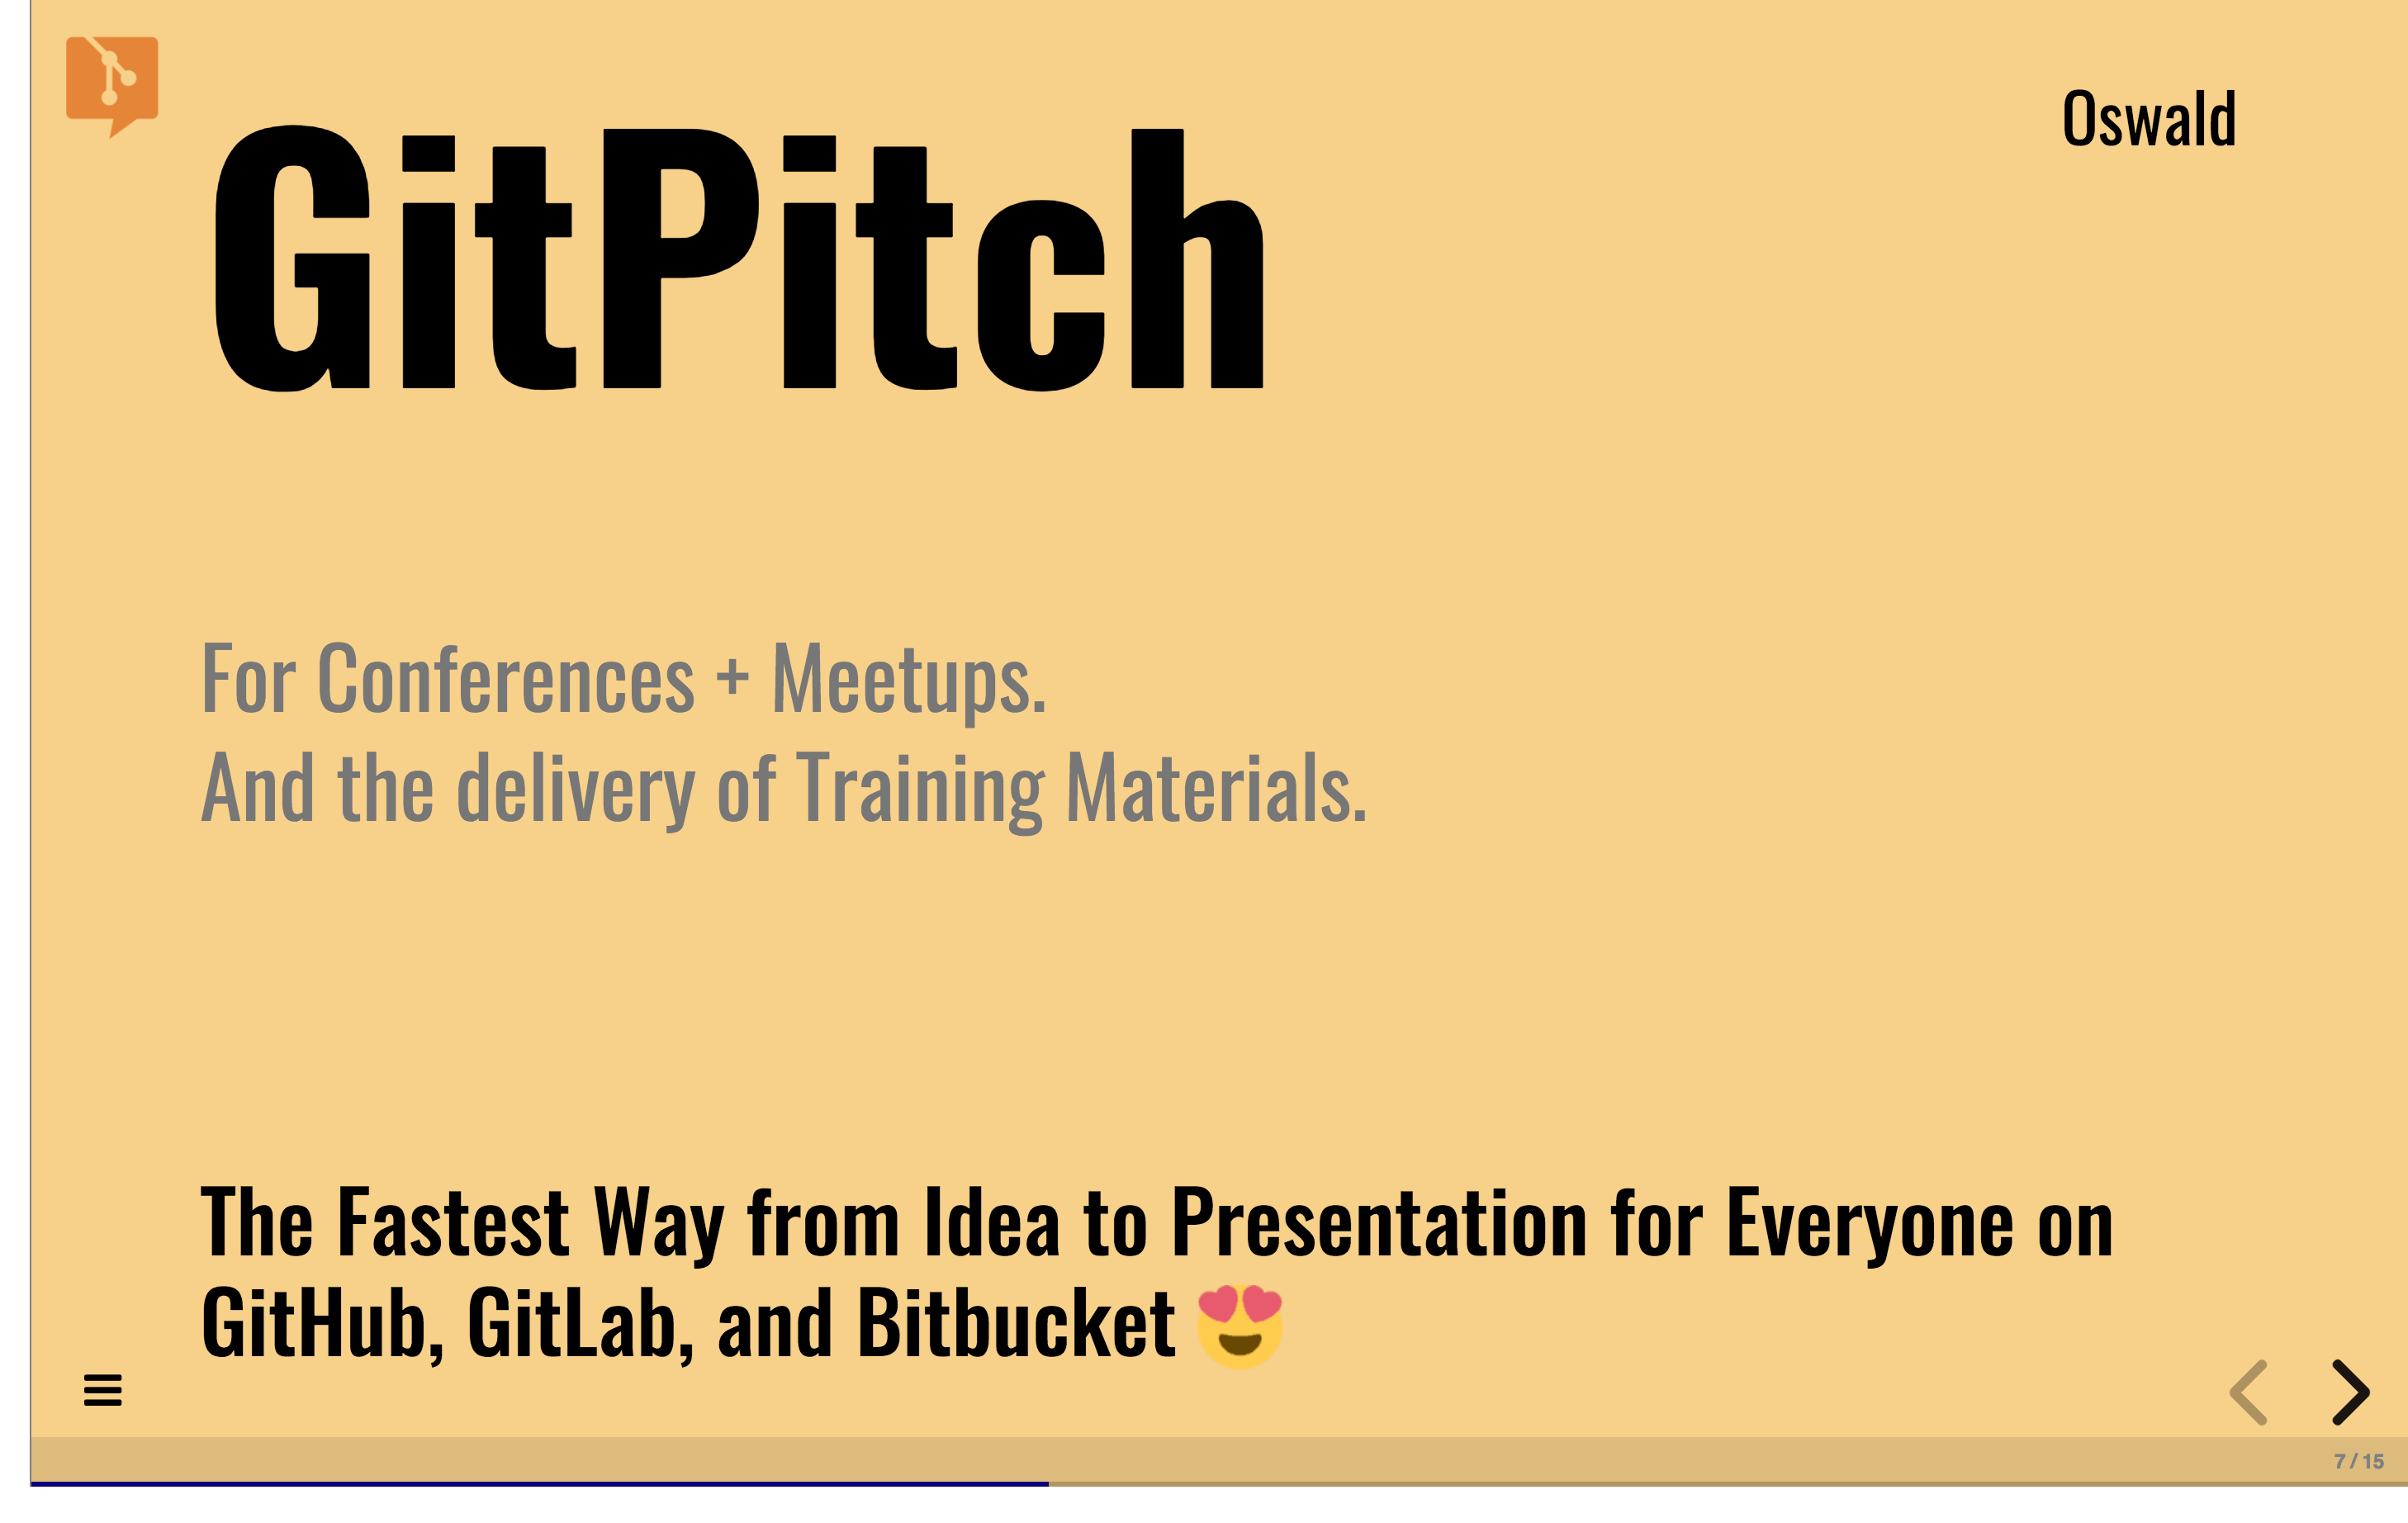 Oswald
GitPitch
For Conferences + Meetups.
And the delivery of Training Materials.
The Fastest Way from Idea to Presentation for Everyone on
GitHub, GitLab, and Bitbucket 😍
7 / 15